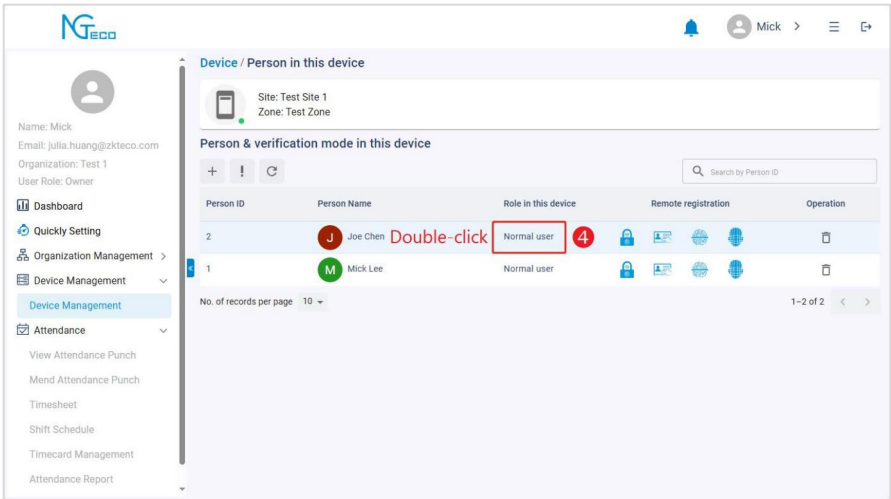 NGTECO
Mick >
Device / Person in this device
Site: Test Site 1
Zone: Test Zone
Name: Mick
Email: julia.huang@zkteco.com
Organization: Test 1
User Role: Owner
Dashboard
Quickly Setting
Organization Management >
Device Management
Device Management
Attendance
View Attendance Punch
Mend Attendance Punch
Timesheet
Shift Schedule
Timecard Management
Attendance Report
Person & verification mode in this device
+ ! C
Search by Person ID
Person ID Person Name Role in this device Remote registration Operation
2 J Joe Chen Double-click Normal user 4
1 M Mick Lee Normal user
No. of records per page 10 1–2 of 2 < >